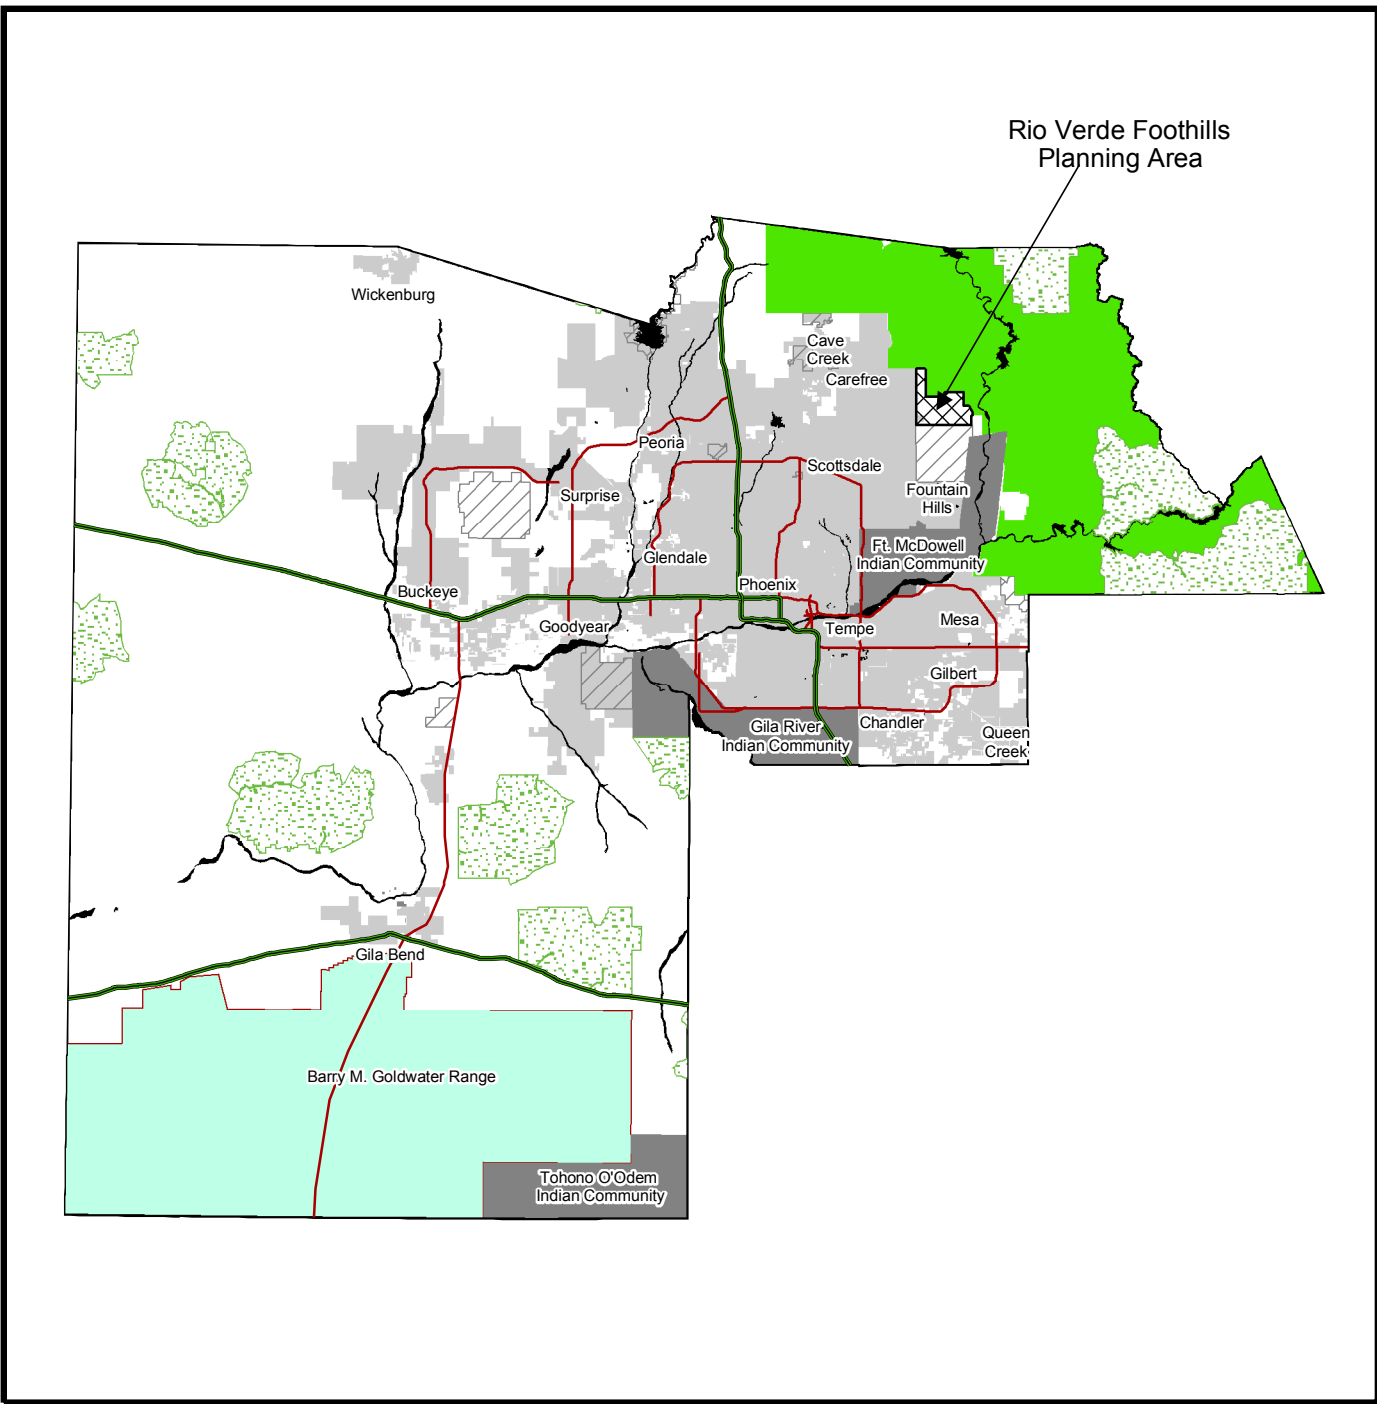 Rio Verde Foothills
Planning Area
Wickenburg
Cave
Creek
Carefree
Peoria
Scottsdale
Surprise
Fountain
Hills
Glendale
Ft. McDowell
Indian Community
Phoenix
Buckeye
Goodyear
Tempe
Mesa
Gilbert
Gila River
Indian Community
Chandler
Queen
Creek
Gila Bend
Barry M. Goldwater Range
Tohono O'Odem
Indian Community